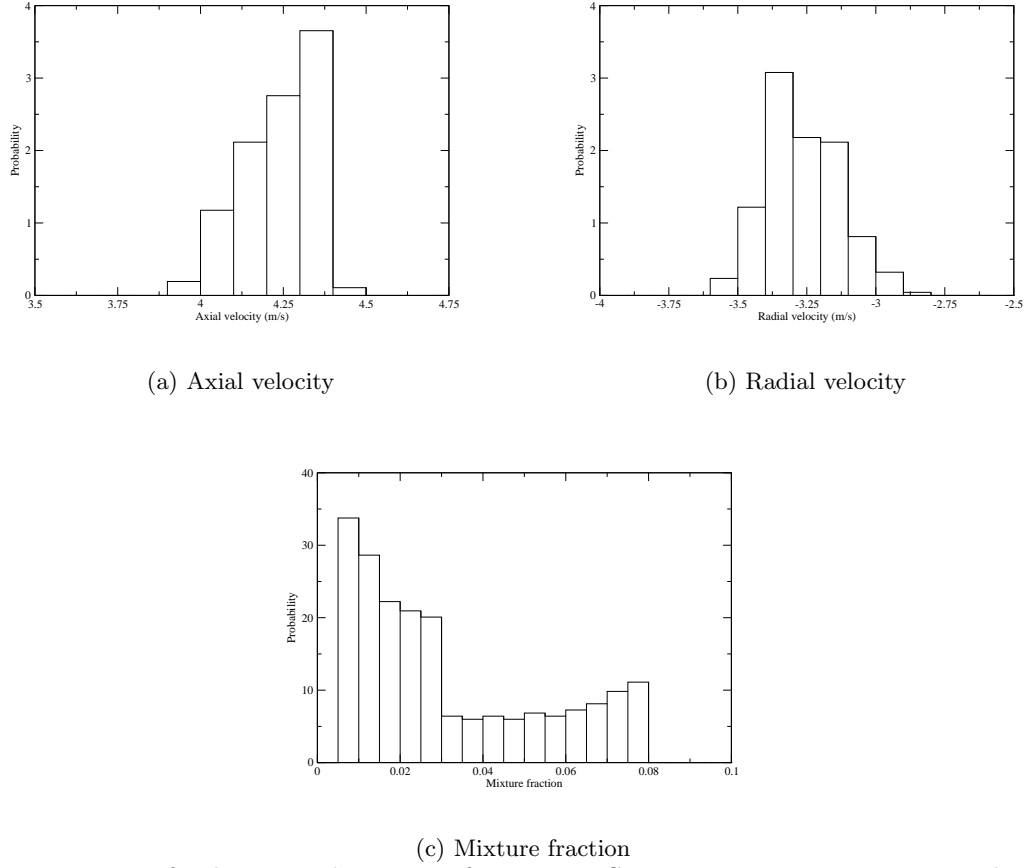 4
3
2
1
0
Probability
3.5 3.75 4 4.25 4.5 4.75
Axial velocity (m/s)
(a) Axial velocity
4
3
2
1
0
Probability
-4 -3.75 -3.5 -3.25 -3 -2.75 -2.5
Radial velocity (m/s)
(b) Radial velocity
40
30
20
10
0
Probability
0 0.02 0.04 0.06 0.08 0.1
Mixture fraction
(c) Mixture fraction